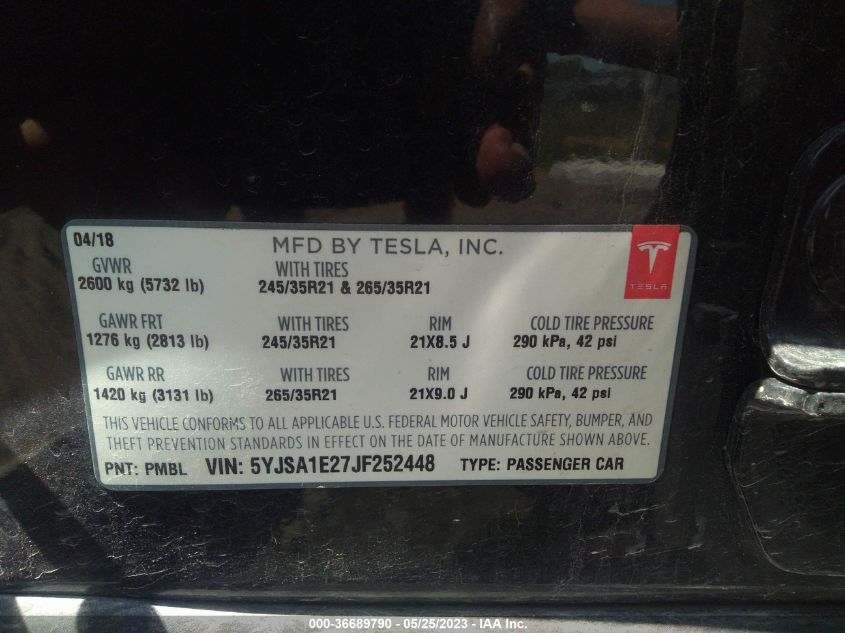 04/18 MFD BY TESLA, INC.
GVWR WITH TIRES
2600 kg (5732 lb) 245/35R21 & 265/35R21
TESLA
GAWR FRT WITH TIRES RIM COLD TIRE PRESSURE
1276 kg (2813 lb) 245/35R21 21X8.5 J 290 kPa, 42 psi
GAWR RR WITH TIRES RIM COLD TIRE PRESSURE
1420 kg (3131 lb) 265/35R21 21X9.0 J 290 kPa, 42 psi
THIS VEHICLE CONFORMS TO ALL APPLICABLE U.S. FEDERAL MOTOR VEHICLE SAFETY, BUMPER, AND
THEFT PREVENTION STANDARDS IN EFFECT ON THE DATE OF MANUFACTURE SHOWN ABOVE.
PNT: PMBL VIN: 5YJSA1E27JF252448 TYPE: PASSENGER CAR
000-36689790 - 05/25/2023 - IAA Inc.